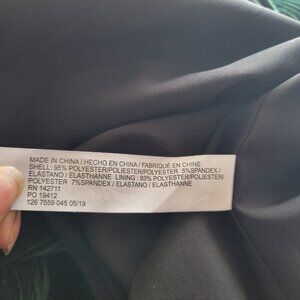 MADE IN CHINA / HECHO EN CHINA / FABRIQUÉ EN CHINE
SHELL: 95% POLYESTER/POLIESTER/POLYESTER 5%SPANDEX/
ELASTANO / ELASTHANNE LINING : 93% POLYESTER/POLIESTER/
POLYESTER 7%SPANDEX / ELASTANO / ELASTHANNE
RN 142711
PO 19412
126 7559 045 05/19